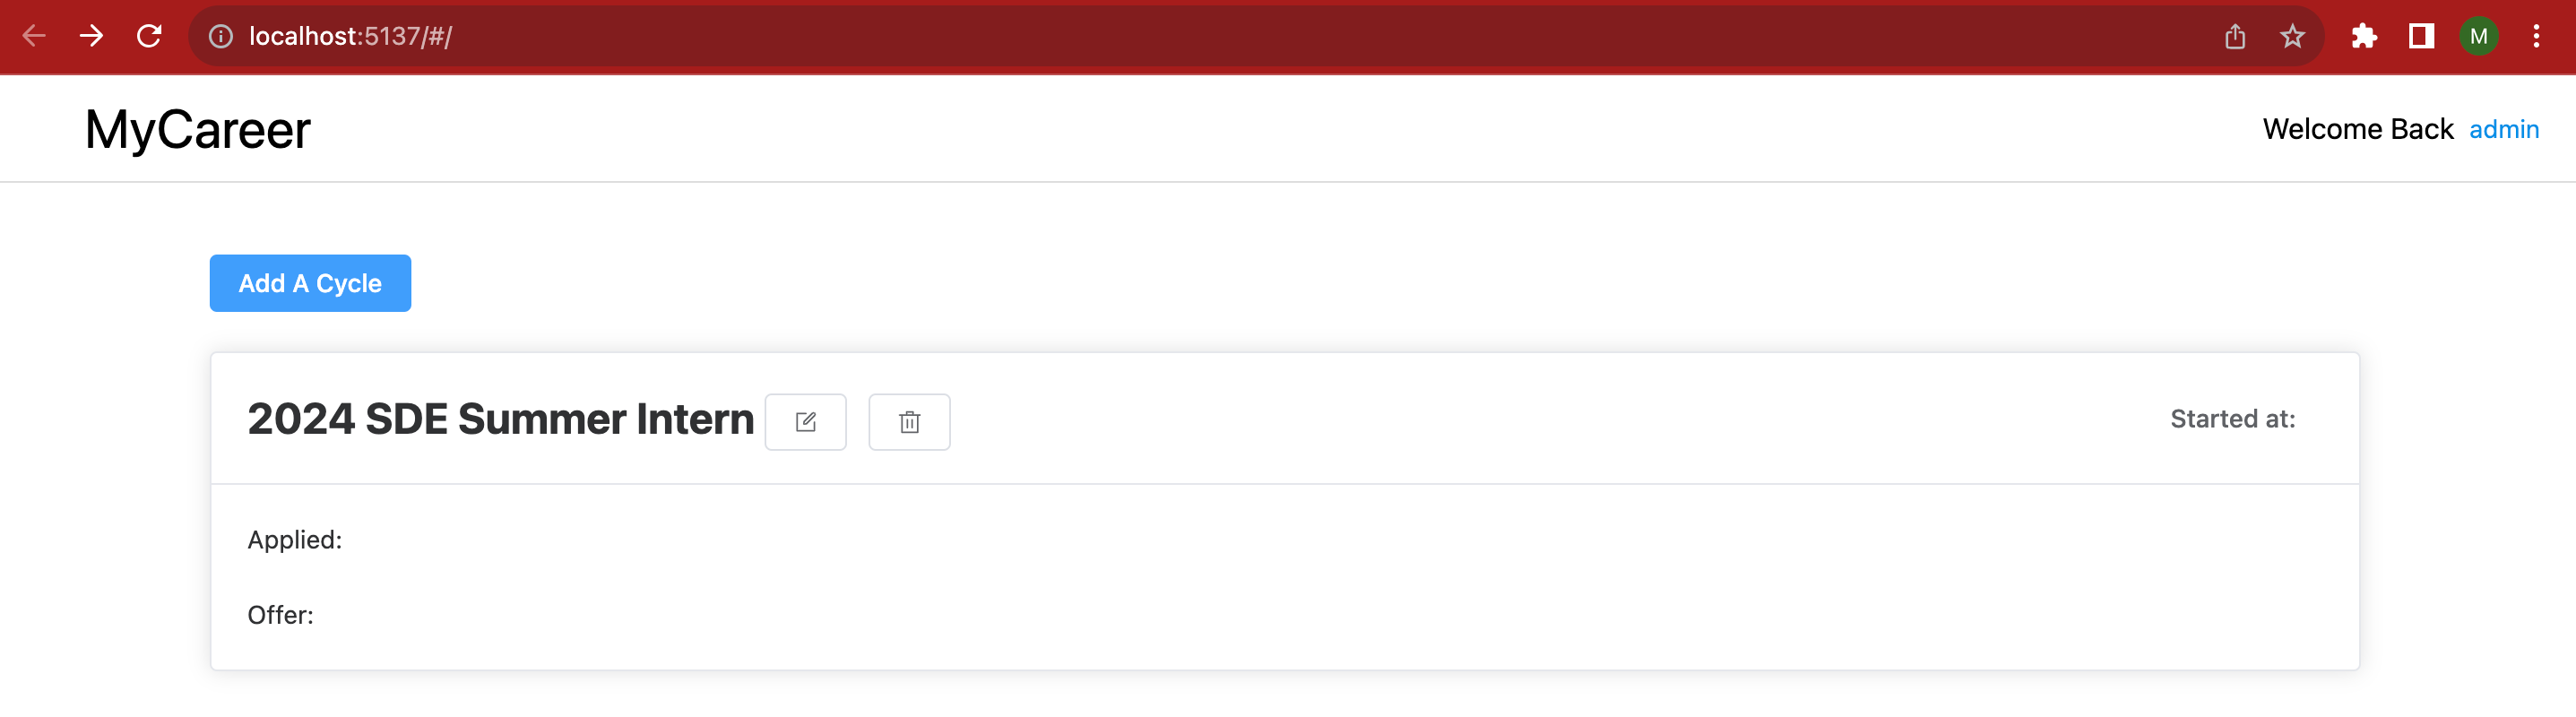 localhost:5137/#/
M
MyCareer
Welcome Back admin
Add A Cycle
2024 SDE Summer Intern
Started at:
Applied:
Offer: